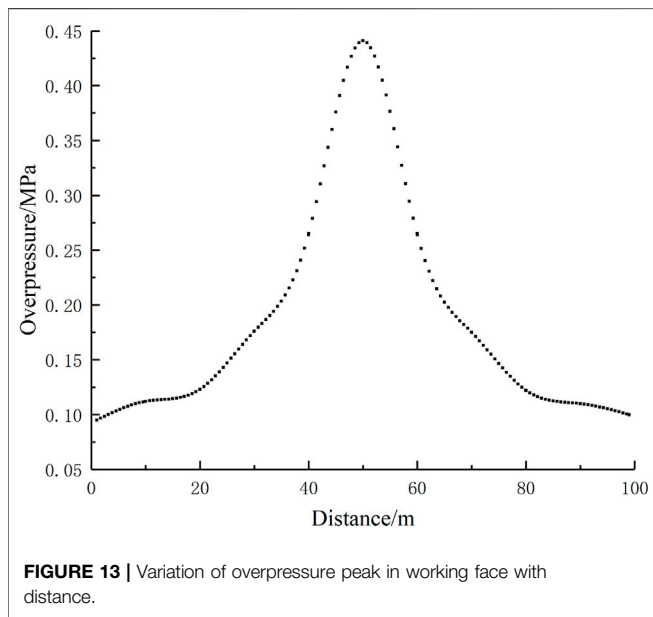 0.45
0.40
0.35
0.30
0.25
0.20
0.15
0.10
0.05
Overpressure/MPa
0 20 40 60 80 100
Distance/m
FIGURE 13 | Variation of overpressure peak in working face with
distance.